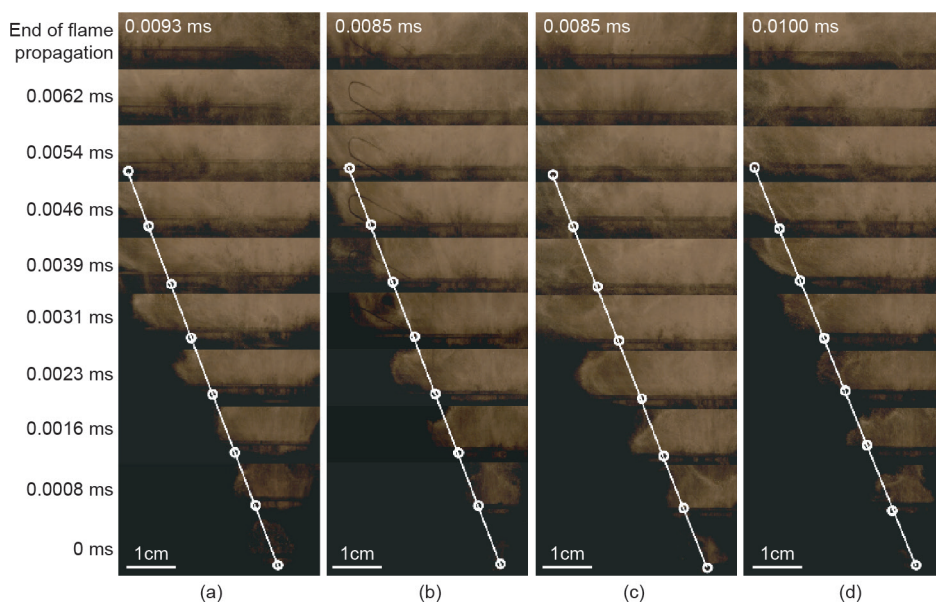 End of flame
propagation
0.0093 ms
0.0085 ms
0.0085 ms
0.0100 ms
0.0062 ms
0.0054 ms
0.0046 ms
0.0039 ms
0.0031 ms
0.0023 ms
0.0016 ms
0.0008 ms
0 ms
1cm
1cm
1cm
1cm
(a)
(b)
(c)
(d)